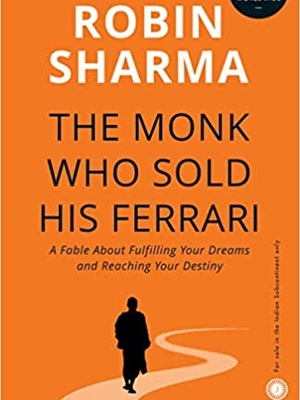 ROBIN
SHARMA
THE MONK
WHO SOLD
HIS FERRARI
A Fable About Fulfilling Your Dreams
and Reaching Your Destiny
For sale in the Indian Subcontinent only